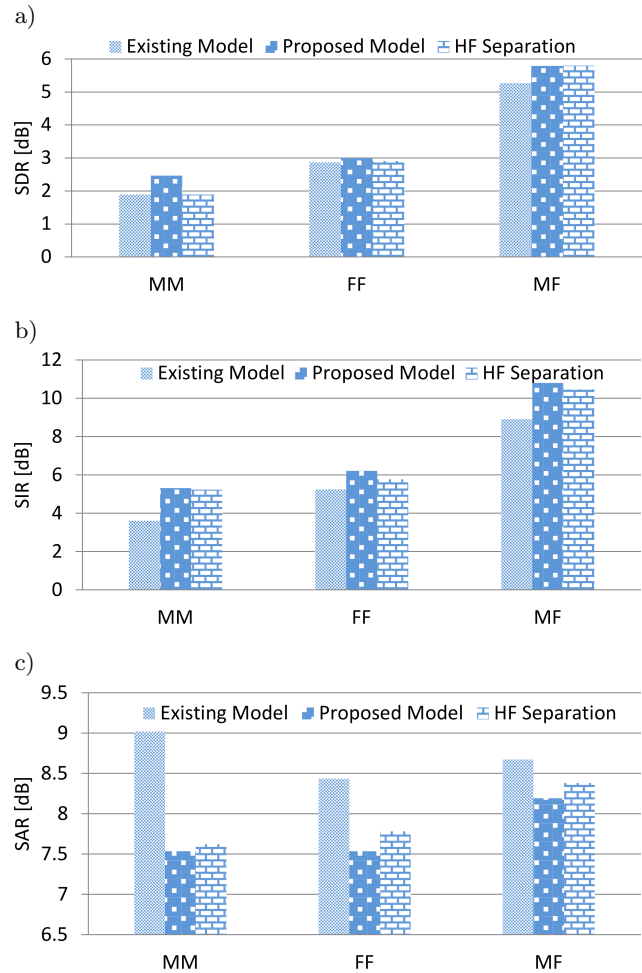 a)
Existing Model Proposed Model HF Separation
6
5
4
3
2
1
0
SDR [dB]
MM FF MF
b)
Existing Model Proposed Model HF Separation
12
10
8
6
4
2
0
SIR [dB]
MM FF MF
c)
Existing Model Proposed Model HF Separation
9.5
9
8.5
8
7.5
7
6.5
SAR [dB]
MM FF MF